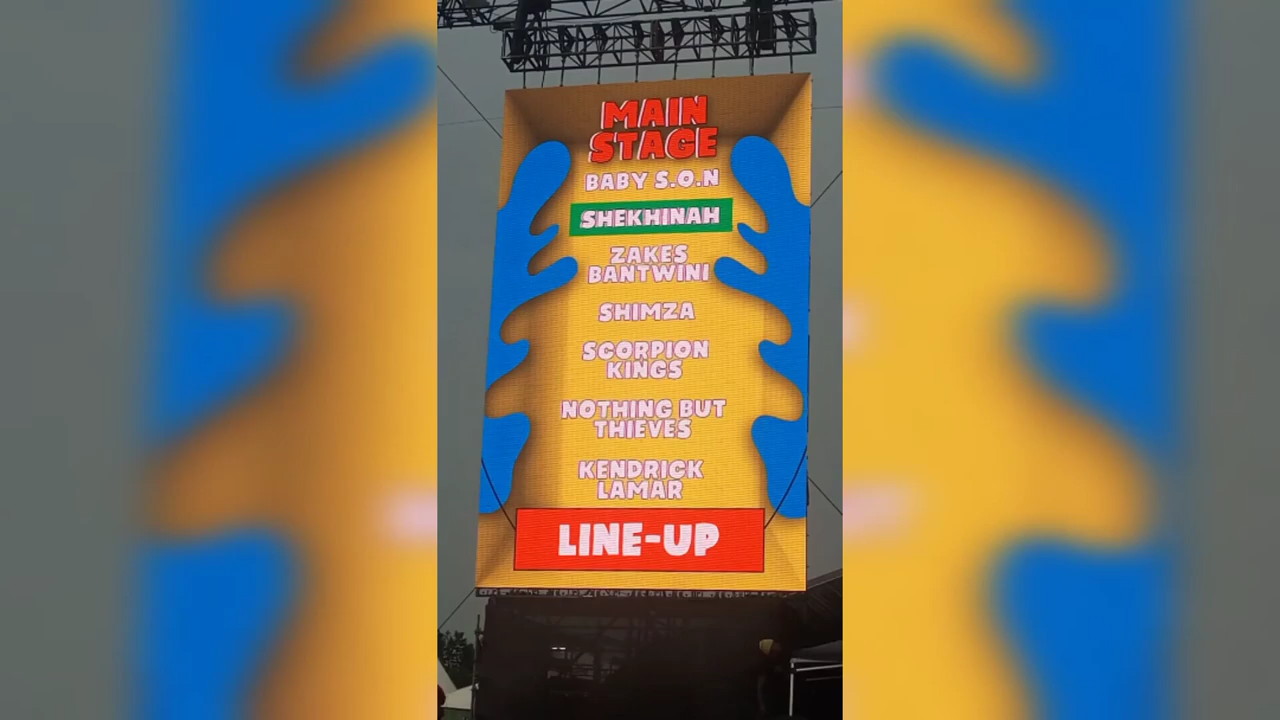 MAIN
STAGE
BABY S.O.N
SHEKHINAH
ZAKES
BANTWINI
SHIMZA
SCORPION
KINGS
NOTHING BUT
THIEVES
KENDRICK
LAMAR
LINE-UP